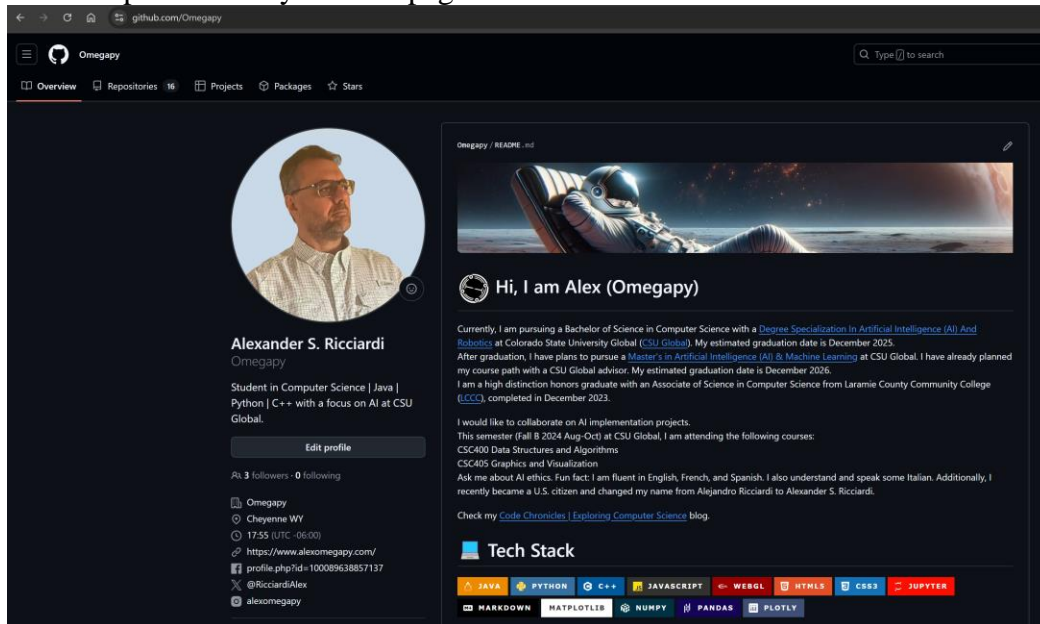 github.com/Omegapy
Omegapy
Type / to search
Overview
Repositories 16
Projects
Packages
Stars
Alexander S. Ricciardi
Omegapy
Student in Computer Science | Java |
Python | C++ with a focus on AI at CSU
Global.
Edit profile
3 followers · 0 following
Omegapy
Cheyenne WY
17:55 (UTC -06:00)
https://www.alexomegapy.com/
profile.php?id=100089638857137
@RicciardiAlex
alexomegapy
Omegapy / README.md
Hi, I am Alex (Omegapy)
Currently, I am pursuing a Bachelor of Science in Computer Science with a Degree Specialization In Artificial Intelligence (AI) And
Robotics at Colorado State University Global (CSU Global). My estimated graduation date is December 2025.
After graduation, I have plans to pursue a Master's in Artificial Intelligence (AI) & Machine Learning at CSU Global. I have already planned
my course path with a CSU Global advisor. My estimated graduation date is December 2026.
I am a high distinction honors graduate with an Associate of Science in Computer Science from Laramie County Community College
(LCCC), completed in December 2023.
I would like to collaborate on AI implementation projects.
This semester (Fall B 2024 Aug-Oct) at CSU Global, I am attending the following courses:
CSC400 Data Structures and Algorithms
CSC405 Graphics and Visualization
Ask me about AI ethics. Fun fact: I am fluent in English, French, and Spanish. I also understand and speak some Italian. Additionally, I
recently became a U.S. citizen and changed my name from Alejandro Ricciardi to Alexander S. Ricciardi.
Check my Code Chronicles | Exploring Computer Science blog.
Tech Stack
JAVA PYTHON C++ JAVASCRIPT WEBGL HTML5 CSS3 JUPYTER
MARKDOWN MATPLOTLIB NUMPY PANDAS PLOTLY